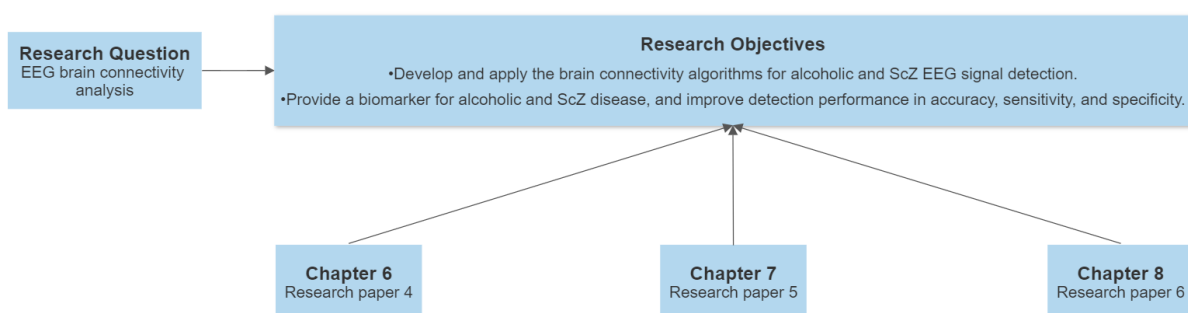 Research Question
EEG brain connectivity
analysis
Research Objectives
•Develop and apply the brain connectivity algorithms for alcoholic and ScZ EEG signal detection.
•Provide a biomarker for alcoholic and ScZ disease, and improve detection performance in accuracy, sensitivity, and specificity.
Chapter 6
Research paper 4
Chapter 7
Research paper 5
Chapter 8
Research paper 6